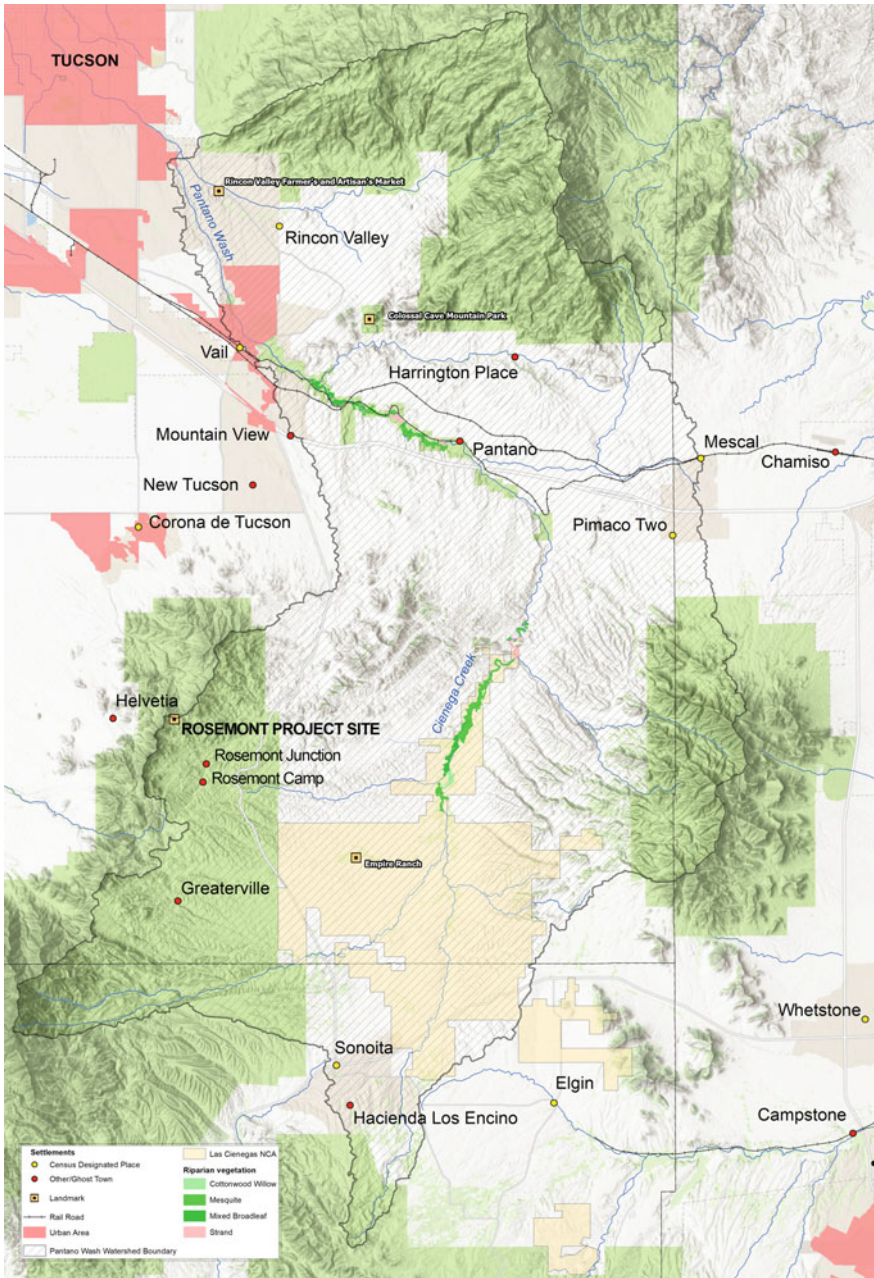 TUCSON
Rincon Valley Farmer's and Artisan's Market
Pantano Wash
Rincon Valley
Colossal Cave Mountain Park
Vail
Harrington Place
Mountain View
Pantano
Mescal
Chamiso
New Tucson
Corona de Tucson
Pimaco Two
Cienega Creek
Helvetia
ROSEMONT PROJECT SITE
Rosemont Junction
Rosemont Camp
Empire Ranch
Greaterville
Whetstone
Sonoita
Elgin
Hacienda Los Encino
Campstone
Settlements
Census Designated Place
Other/Ghost Town
Landmark
Rail Road
Urban Area
Pantano Wash Watershed Boundary
Las Cienegas NCA
Riparian vegetation
Cottonwood Willow
Mesquite
Mixed Broadleaf
Strand